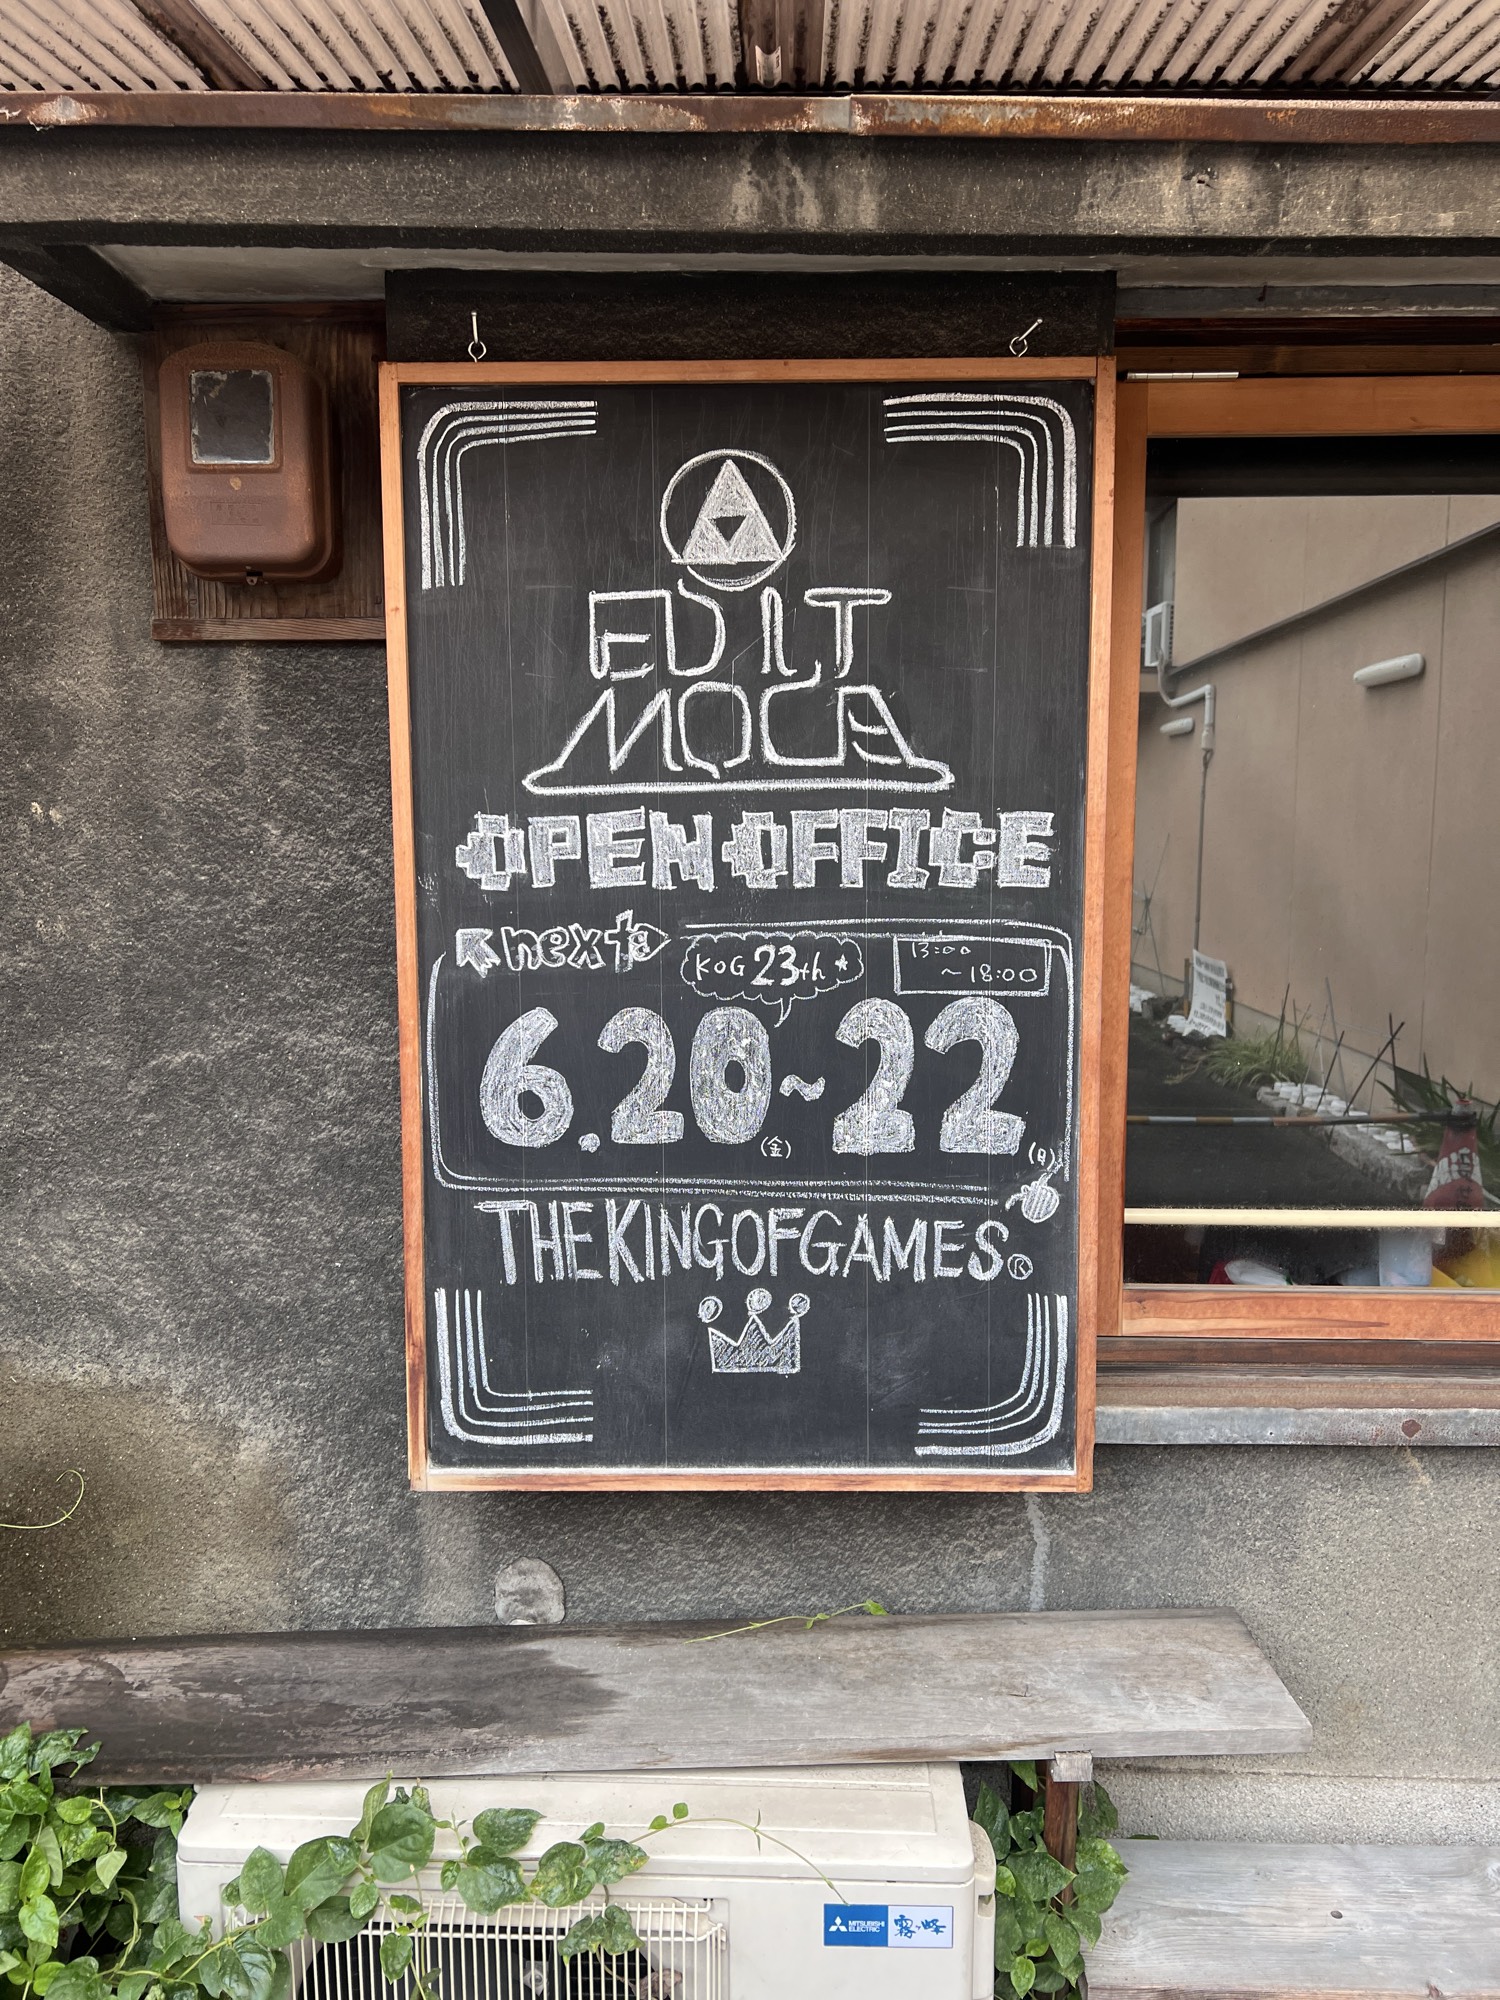 EDIT
MODE
OPEN OFFICE
next
KOG 23th
13:00
~18:00
6.20~22
(金)
(日)
THE KING OF GAMES®
MITSUBISHI
ELECTRIC
霧ヶ峰